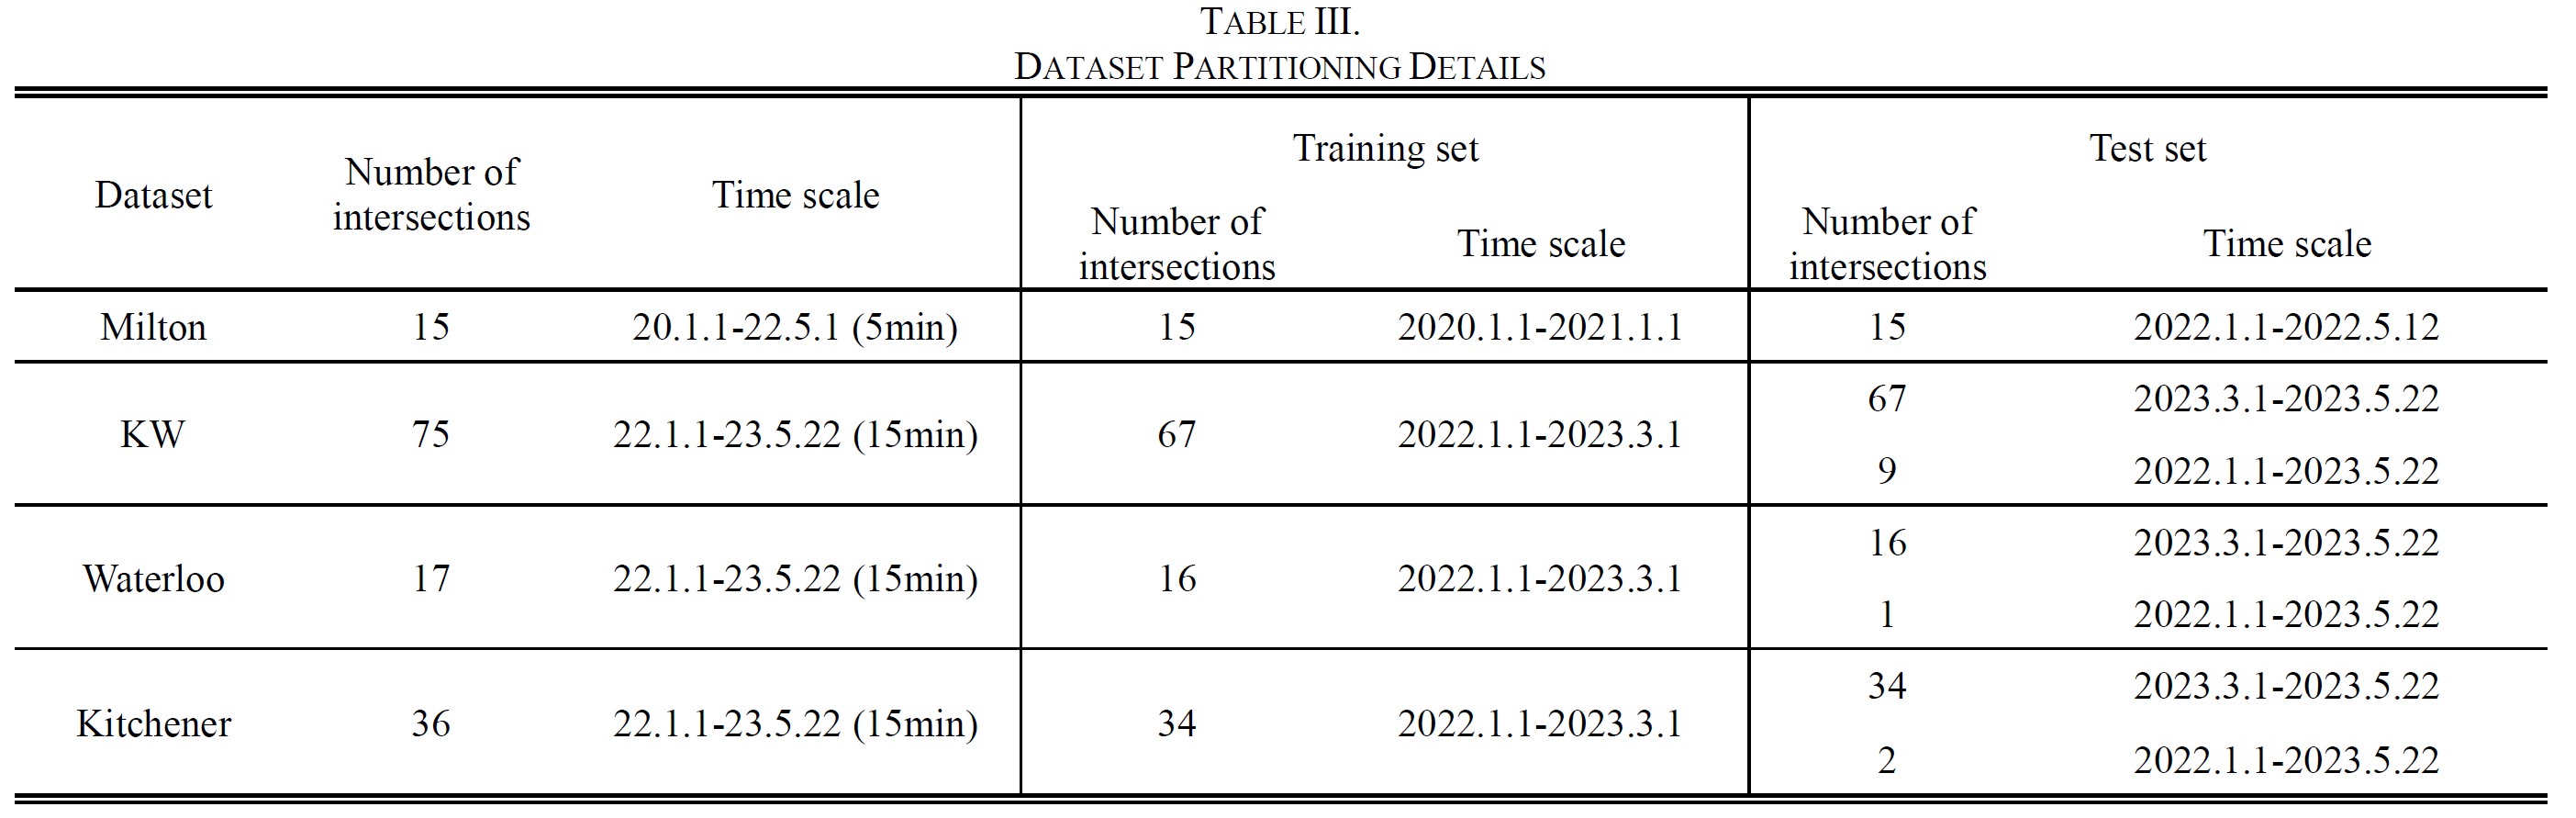 TABLE III.
DATASET PARTITIONING DETAILS
Dataset Number of intersections Time scale Training set Test set
Number of intersections Time scale Number of intersections Time scale
Milton 15 20.1.1-22.5.1 (5min) 15 2020.1.1-2021.1.1 15 2022.1.1-2022.5.12
KW 75 22.1.1-23.5.22 (15min) 67 2022.1.1-2023.3.1 67 2023.3.1-2023.5.22
9 2022.1.1-2023.5.22
Waterloo 17 22.1.1-23.5.22 (15min) 16 2022.1.1-2023.3.1 16 2023.3.1-2023.5.22
1 2022.1.1-2023.5.22
Kitchener 36 22.1.1-23.5.22 (15min) 34 2022.1.1-2023.3.1 34 2023.3.1-2023.5.22
2 2022.1.1-2023.5.22